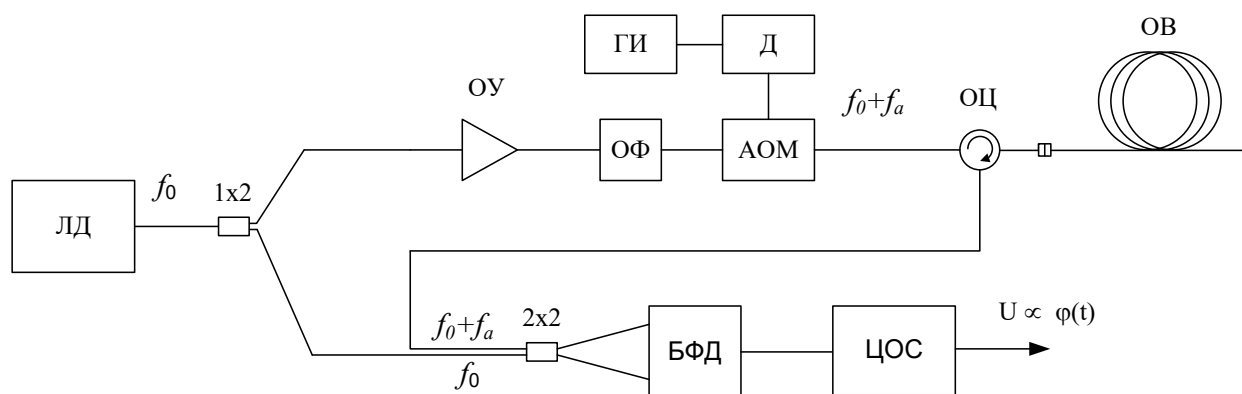 ГИ
Д
ОВ
ОУ
f₀+fₐ
ОЦ
ОФ
АОМ
f₀
1x2
ЛД
f₀+fₐ
2x2
f₀
БФД
ЦОС
U ∝ φ(t)